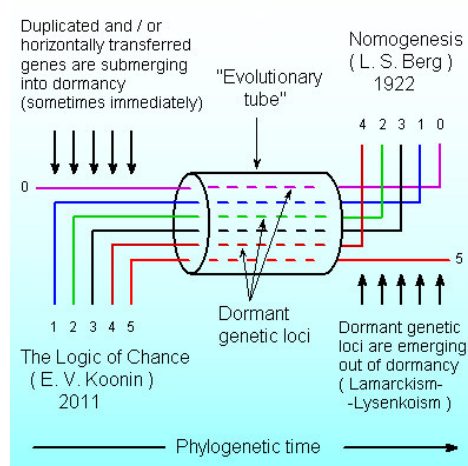 Duplicated and / or
horizontally transferred
genes are submerging
into dormancy
(sometimes immediately)
"Evolutionary
tube"
Nomogenesis
( L. S. Berg )
1922
4 2 3 1 0
0
5
1 2 3 4 5
Dormant
genetic loci
The Logic of Chance
( E. V. Koonin )
2011
Dormant genetic
loci are emerging
out of dormancy
( Lamarckism-
-Lysenkoism )
Phylogenetic time